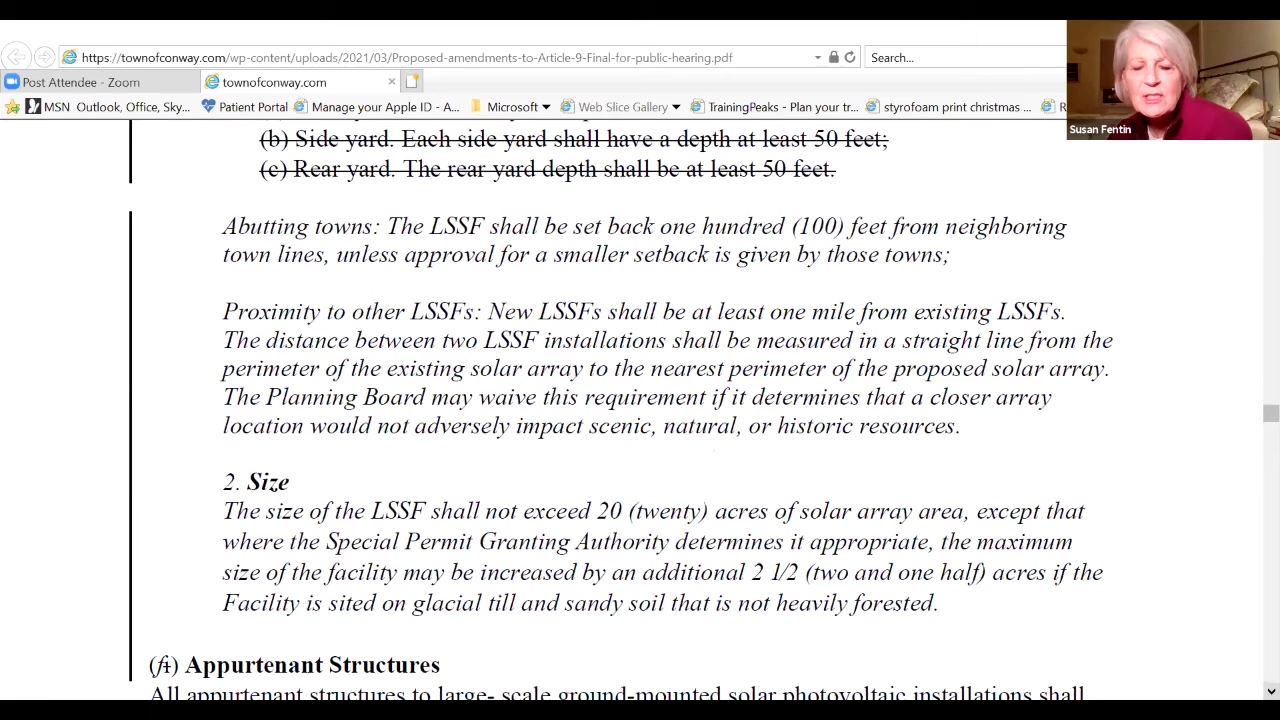 https://townofconway.com/wp-content/uploads/2021/03/Proposed-amendments-to-Article-9-Final-for-public-hearing.pdf
Search...
Post Attendee - Zoom
townofconway.com
MSN
Outlook, Office, Sky...
Patient Portal
Manage your Apple ID - A...
Microsoft
Web Slice Gallery
TrainingPeaks - Plan your tr...
styrofoam print christmas ...
Susan Fentin
(b) Side yard. Each side yard shall have a depth at least 50 feet;
(c) Rear yard. The rear yard depth shall be at least 50 feet.
Abutting towns: The LSSF shall be set back one hundred (100) feet from neighboring
town lines, unless approval for a smaller setback is given by those towns;
Proximity to other LSSFs: New LSSFs shall be at least one mile from existing LSSFs.
The distance between two LSSF installations shall be measured in a straight line from the
perimeter of the existing solar array to the nearest perimeter of the proposed solar array.
The Planning Board may waive this requirement if it determines that a closer array
location would not adversely impact scenic, natural, or historic resources.
2. Size
The size of the LSSF shall not exceed 20 (twenty) acres of solar array area, except that
where the Special Permit Granting Authority determines it appropriate, the maximum
size of the facility may be increased by an additional 2 1/2 (two and one half) acres if the
Facility is sited on glacial till and sandy soil that is not heavily forested.
Appurtenant Structures
All appurtenant structures to large- scale ground-mounted solar photovoltaic installations shall